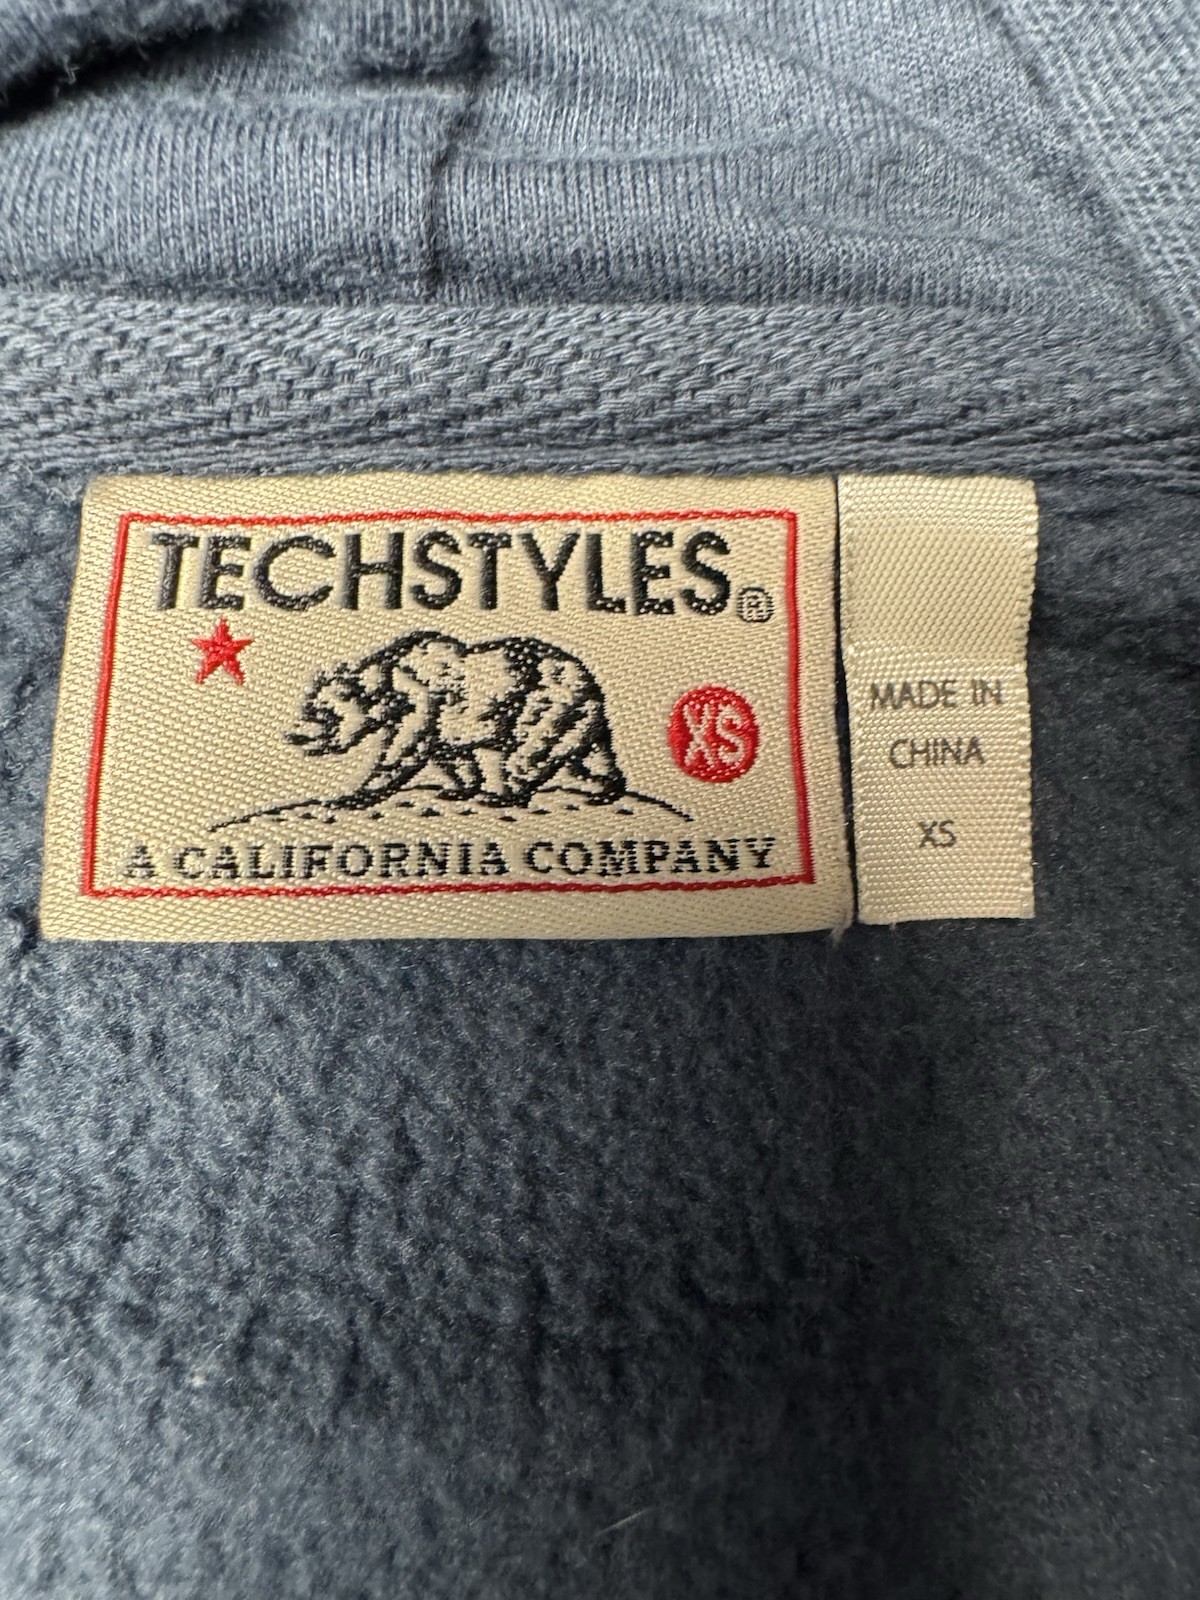 TECHSTYLES®
XS
A CALIFORNIA COMPANY
MADE IN
CHINA
XS